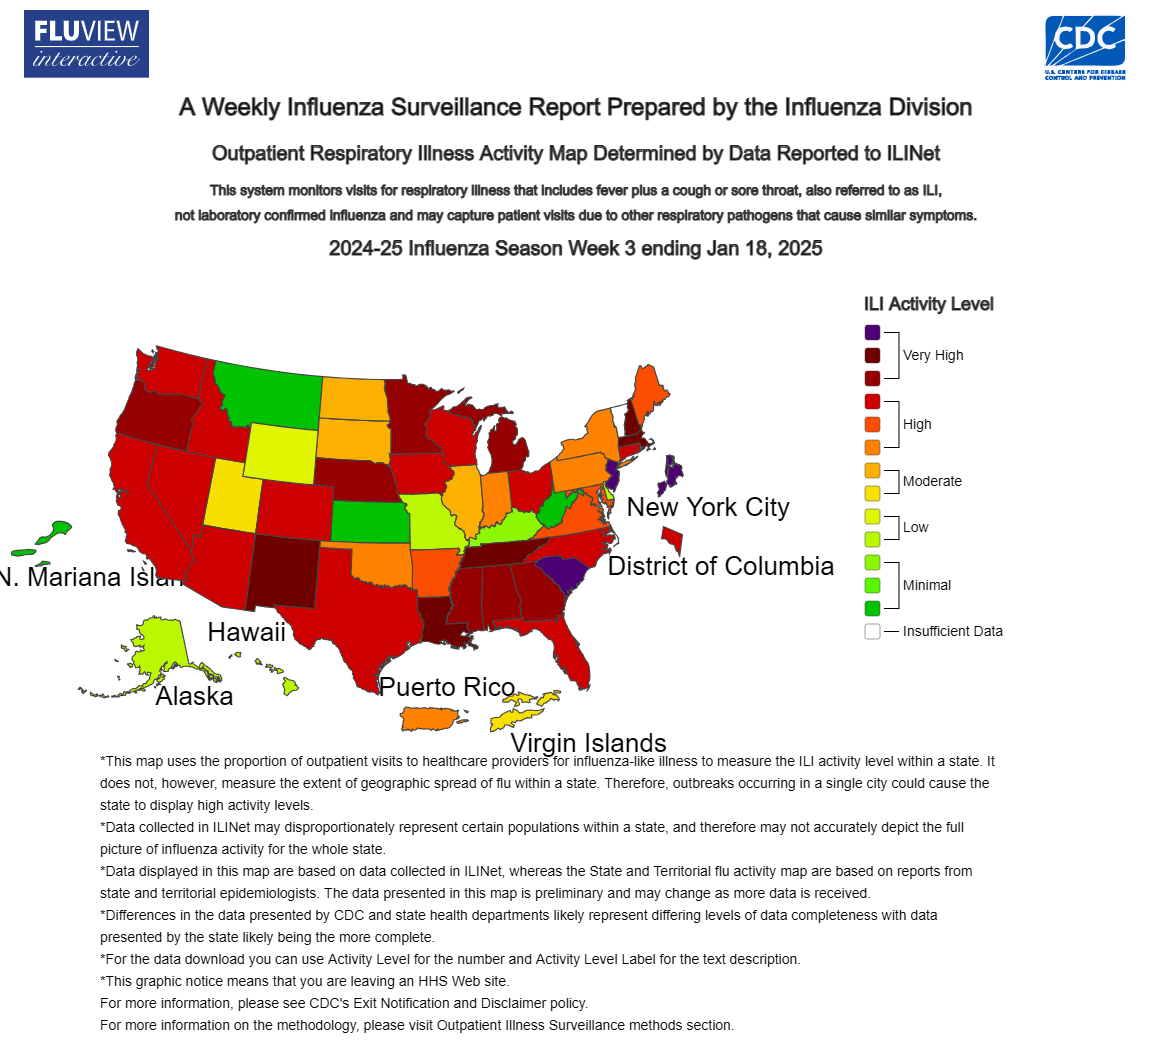 FLUVIEW
interactive
CDC
U.S. CENTERS FOR DISEASE
CONTROL AND PREVENTION
A Weekly Influenza Surveillance Report Prepared by the Influenza Division
Outpatient Respiratory Illness Activity Map Determined by Data Reported to ILINet
This system monitors visits for respiratory illness that includes fever plus a cough or sore throat, also referred to as ILI,
not laboratory confirmed influenza and may capture patient visits due to other respiratory pathogens that cause similar symptoms.
2024-25 Influenza Season Week 3 ending Jan 18, 2025
ILI Activity Level
Very High
High
Moderate
Low
Minimal
Insufficient Data
New York City
District of Columbia
N. Mariana Islan
Hawaii
Alaska
Puerto Rico
Virgin Islands
*This map uses the proportion of outpatient visits to healthcare providers for influenza-like illness to measure the ILI activity level within a state. It
does not, however, measure the extent of geographic spread of flu within a state. Therefore, outbreaks occurring in a single city could cause the
state to display high activity levels.
*Data collected in ILINet may disproportionately represent certain populations within a state, and therefore may not accurately depict the full
picture of influenza activity for the whole state.
*Data displayed in this map are based on data collected in ILINet, whereas the State and Territorial flu activity map are based on reports from
state and territorial epidemiologists. The data presented in this map is preliminary and may change as more data is received.
*Differences in the data presented by CDC and state health departments likely represent differing levels of data completeness with data
presented by the state likely being the more complete.
*For the data download you can use Activity Level for the number and Activity Level Label for the text description.
*This graphic notice means that you are leaving an HHS Web site.
For more information, please see CDC's Exit Notification and Disclaimer policy.
For more information on the methodology, please visit Outpatient Illness Surveillance methods section.